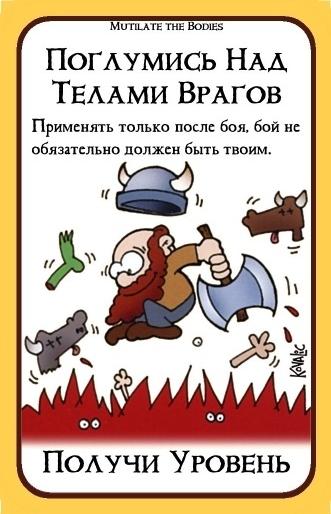 Mutilate the Bodies
Поглумись Над
Телами Врагов
Применять только после боя, бой не
обязательно должен быть твоим.
Kovalic
Получи Уровень